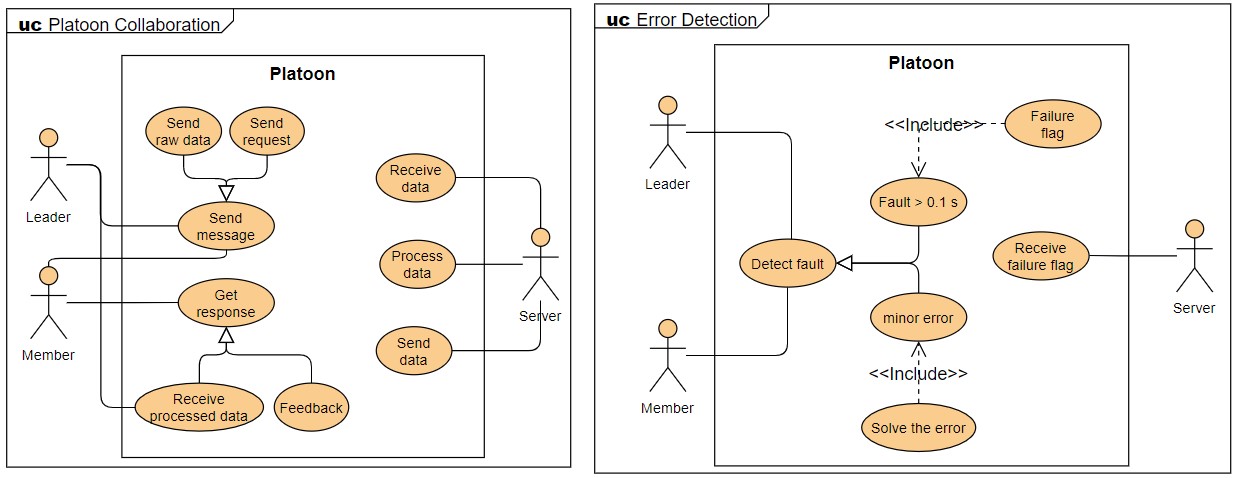 uc Platoon Collaboration
Platoon
Send
raw data
Send
request
Leader
Send
message
Member
Get
response
Receive
processed data
Feedback
Receive
data
Process
data
Send
data
Server
uc Error Detection
Platoon
Leader
<<Include>>
Failure
flag
Fault > 0.1 s
Detect fault
Receive
failure flag
Server
minor error
Member
<<Include>>
Solve the error